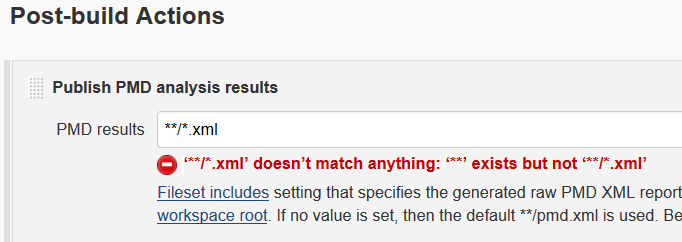 Post-build Actions
Publish PMD analysis results
PMD results **/*.xml
‘**/*.xml’ doesn’t match anything: ‘**’ exists but not ‘**/*.xml’
Fileset includes setting that specifies the generated raw PMD XML report
workspace root. If no value is set, then the default **/pmd.xml is used. Be